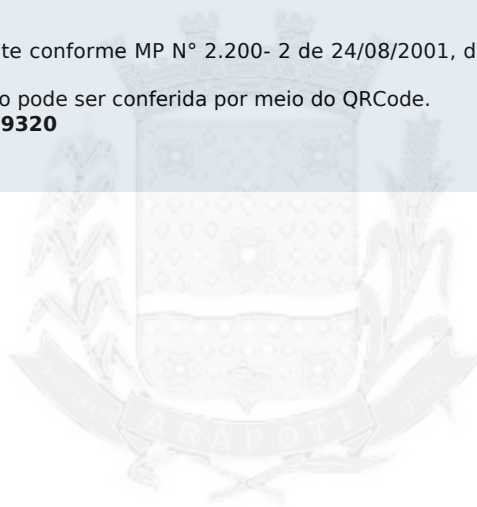 te conforme MP N° 2.200- 2 de 24/08/2001, d
o pode ser conferida por meio do QRCode.
9320
ARAPOTI